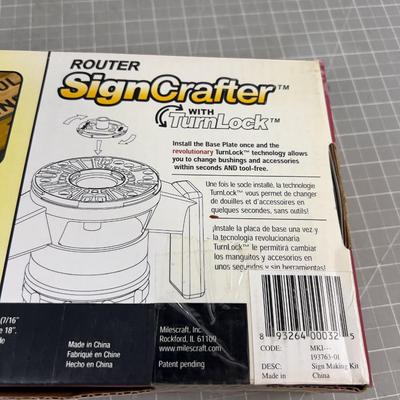 ROUTER
SignCrafter™
WITH
TurnLock™
Install the Base Plate once and the
revolutionary TurnLock™ technology allows
you to change bushings and accessories
within seconds AND tool-free.
Une fois le socle installé, la technologie
TurnLock™ vous permet de changer
de douilles et d'accessoires en
quelques secondes, sans outils!
¡Instale la placa de base una vez y
la tecnología revolucionaria
TurnLock™ le permitirá cambiar
los manguitos y accesorios en
unos segundos y sin herramientas!
(7/16"
e 18".
Made in China
Fabriqué en Chine
Hecho en China
Milescraft, Inc.
Rockford, IL 61109
www.milescraft.com
Patent pending
8 93264 00032 5
CODE: MKI---
193763-01
DESC: Sign Making Kit
Made in China